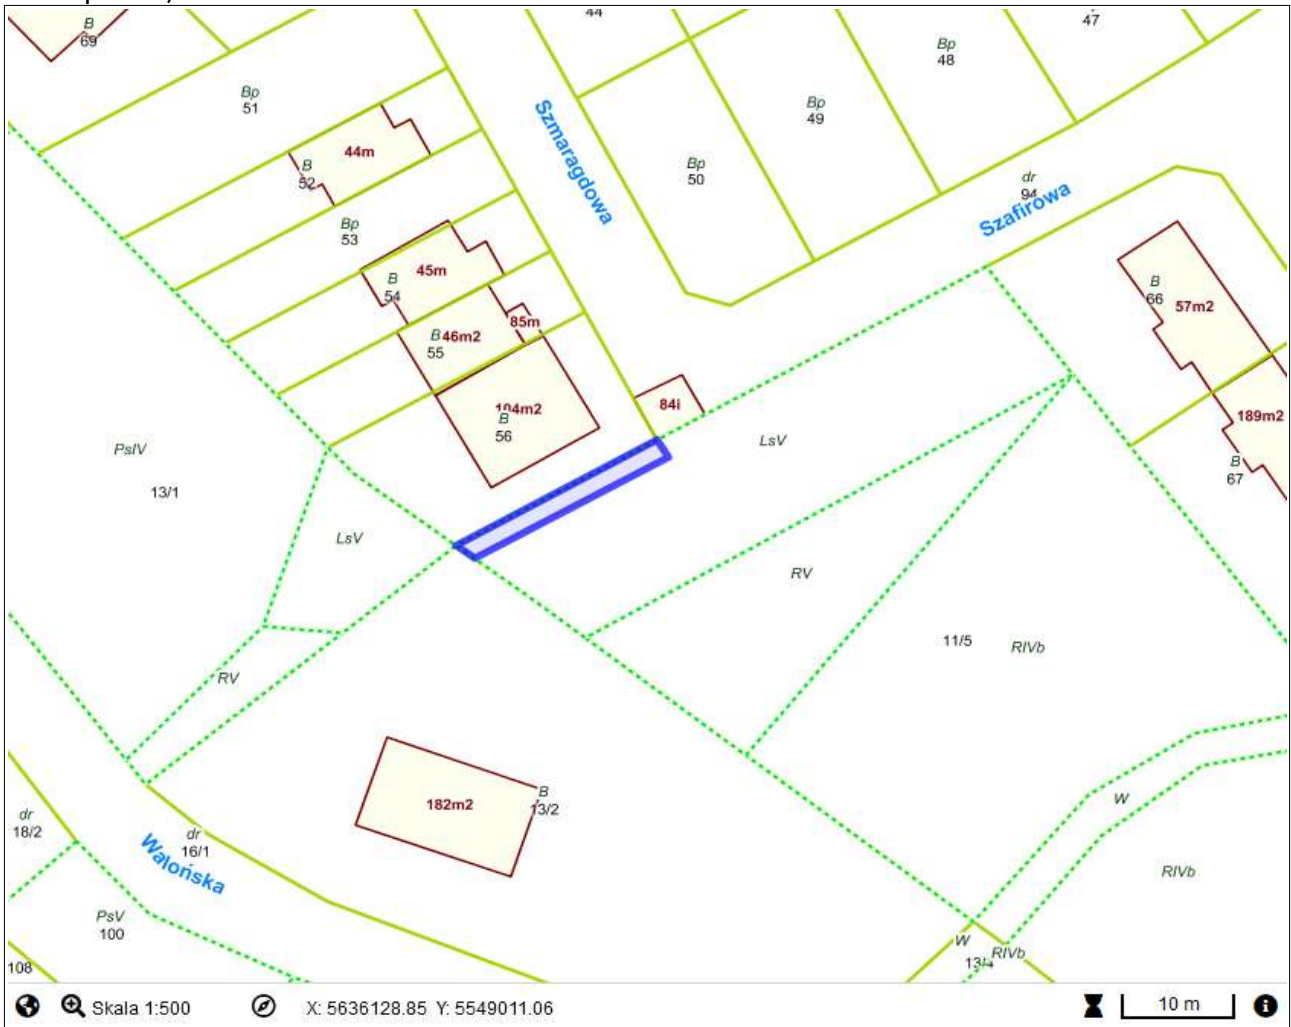 44
47
B
69
Bp
48
Bp
51
Bp
49
Szmaragdowa
44m
B
52
Bp
50
dr
94
Szafirowa
Bp
53
45m
B
54
B
66
57m2
85m
B
46m2
55
84i
104m2
B
56
189m2
LsV
PsIV
B
67
13/1
LsV
RV
11/5
RIVb
RV
B
182m2
13/2
W
dr
18/2
dr
16/1
Walońska
RIVb
PsV
100
W
RIVb
108
Skala 1:500
X: 5636128.85 Y: 5549011.06
10 m